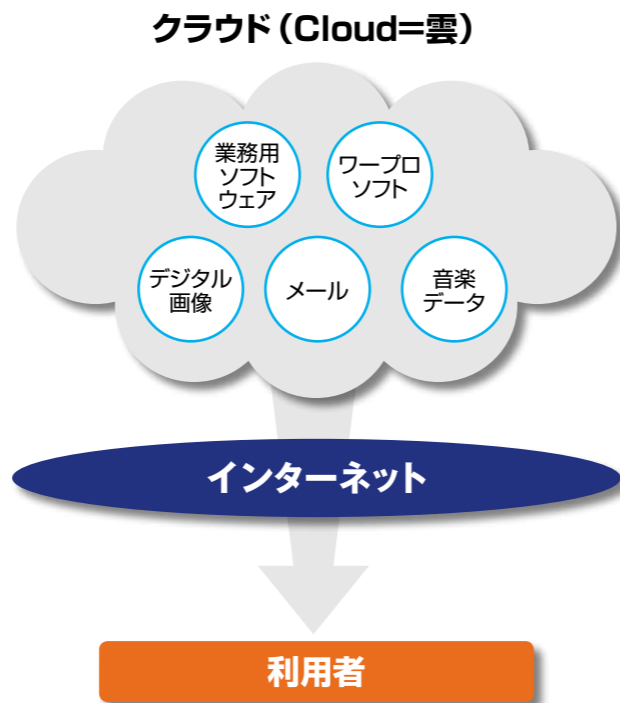 クラウド(Cloud=雲)
業務用
ソフト
ウェア
ワープロ
ソフト
デジタル
画像
メール
音楽
データ
インターネット
利用者